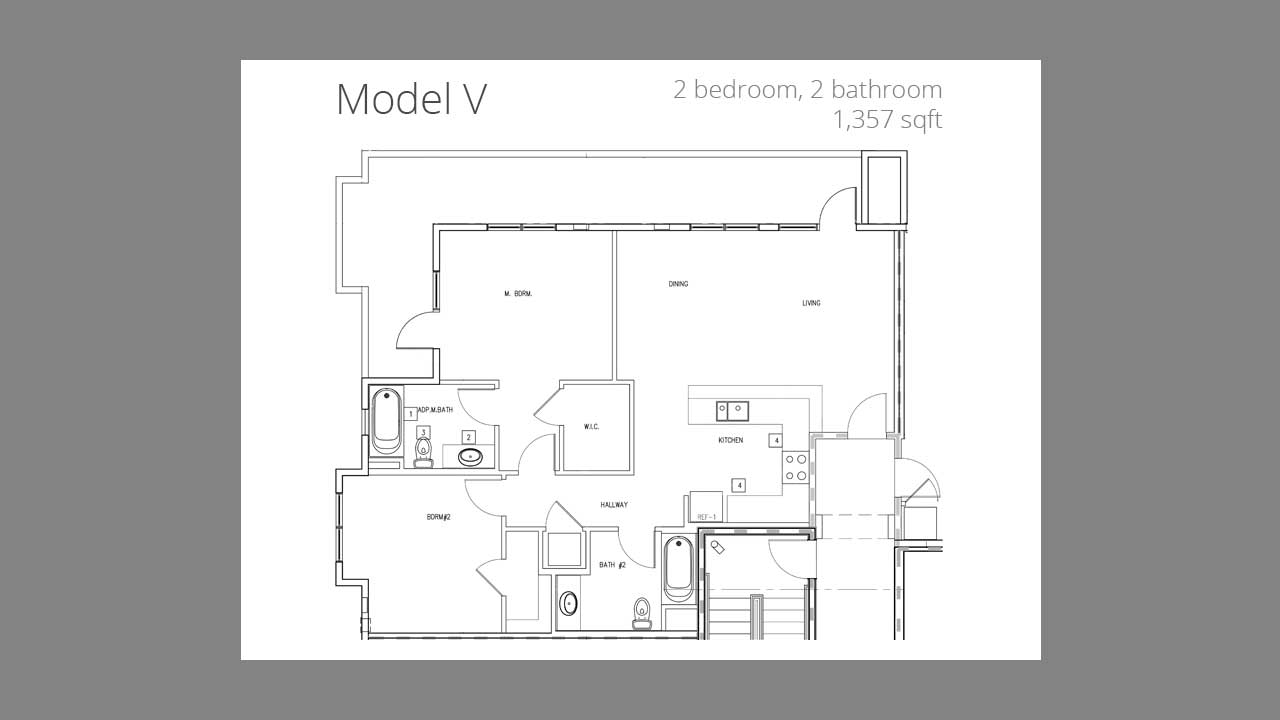 Model V
2 bedroom, 2 bathroom
1,357 sqft
DINING
M. BDRM.
LIVING
1
ADP.M.BATH
3
2
W.I.C.
KITCHEN
4
4
HALLWAY
REF-1
BDRM#2
BATH #2